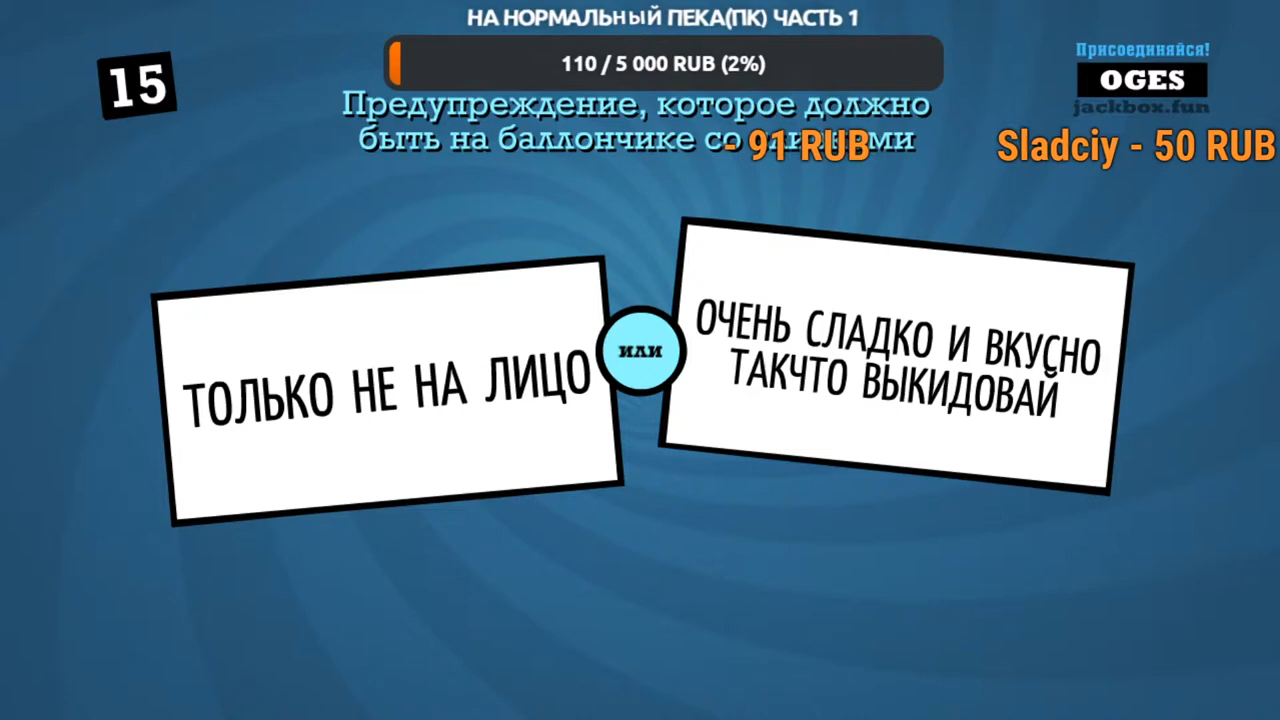 НА НОРМАЛЬНЫЙ ПЕКА(ПК) ЧАСТЬ 1
110 / 5 000 RUB (2%)
15
Присоединяйся!
OGES
jackbox.fun
Предупреждение, которое должно
быть на баллончике со
- 91 RUB
Sladciy - 50 RUB
ТОЛЬКО НЕ НА ЛИЦО
или
ОЧЕНЬ СЛАДКО И ВКУСНО
ТАКЧТО ВЫКИДОВАЙ